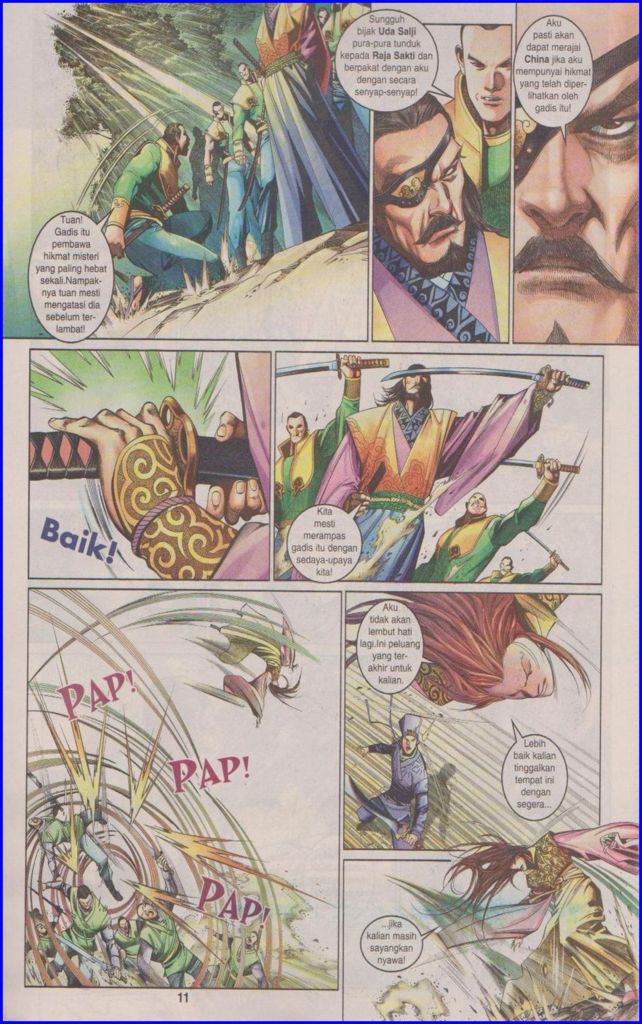 Tuan!
Gadis itu
pembawa
hikmat misteri
yang paling hebat
sekali.Nampak-
nya tuan mesti
mengatasi dia
sebelum ter-
lambat!
Sungguh
bijak Uda Salji
pura-pura tunduk
kepada Raja Sakti dan
berpakat dengan aku
dengan secara
senyap-senyap!
Aku
pasti akan
dapat merajai
China jika aku
mempunyai hikmat
yang telah diper-
lihatkan oleh
gadis itu!
Baik!
Kita
mesti
merampas
gadis itu dengan
sedaya-upaya
kita!
PAP!
PAP!
PAP!
Aku
tidak akan
lembut hati
lagi.Ini peluang
yang ter-
akhir untuk
kalian.
Lebih
baik kalian
tinggalkan
tempat ini
dengan
segera...
...jika
kalian masih
sayangkan
nyawa!
11